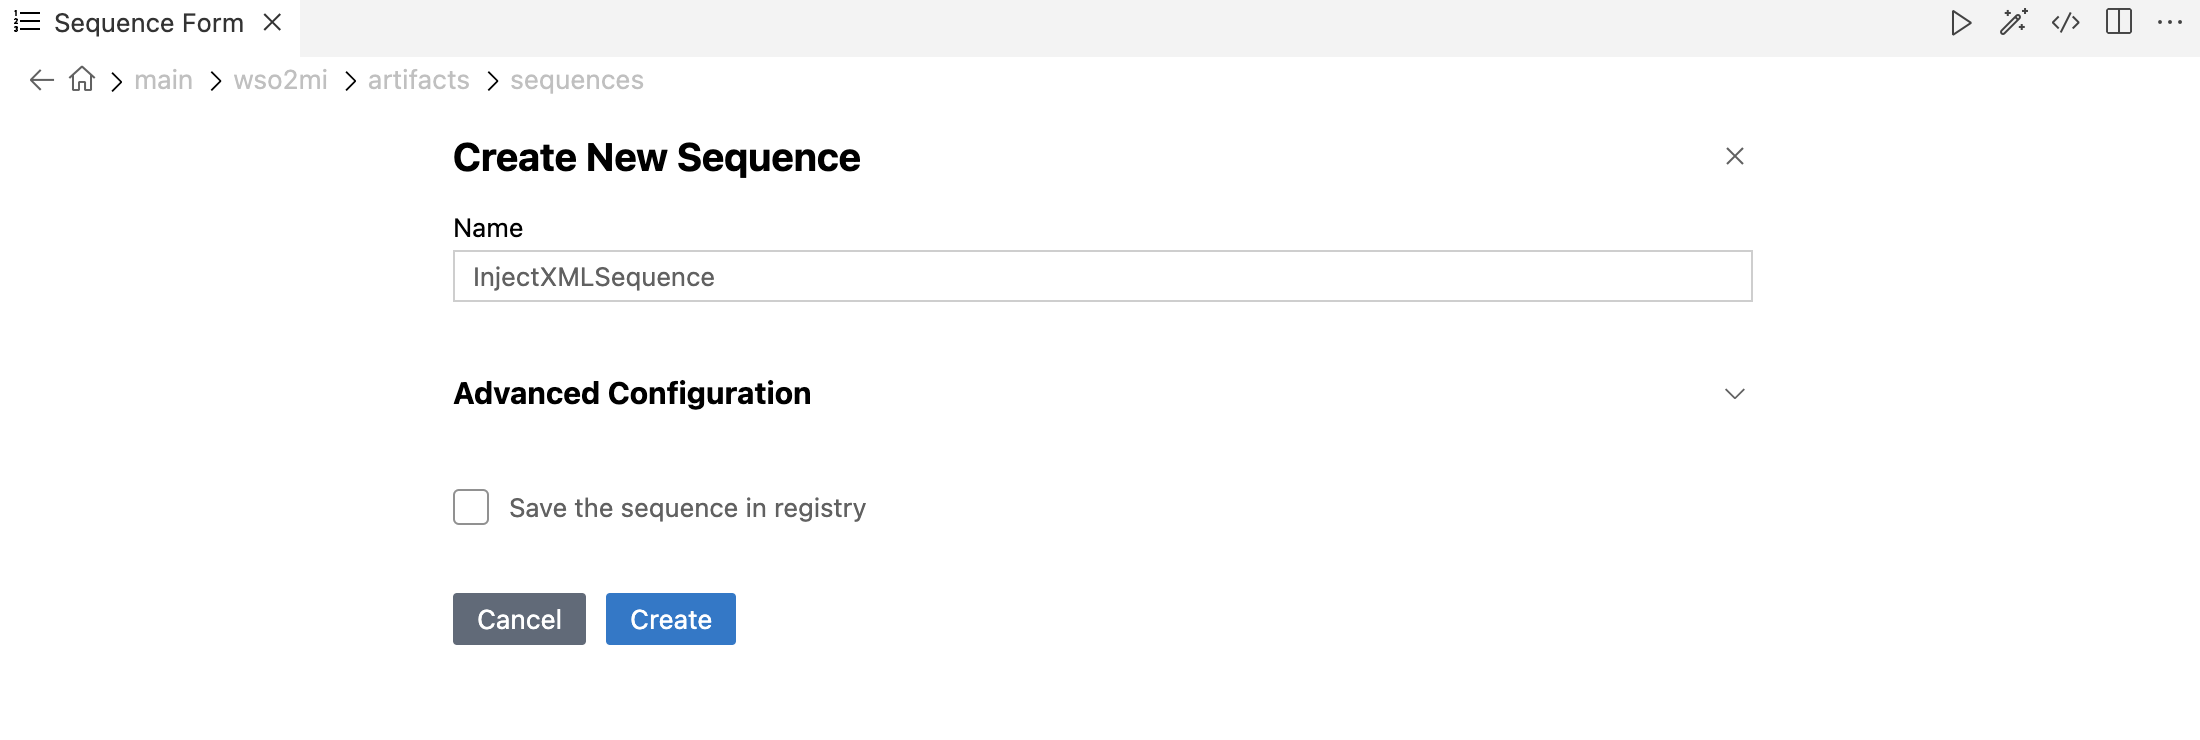 Sequence Form
main wso2mi artifacts sequences
Create New Sequence
Name
InjectXMLSequence
Advanced Configuration
Save the sequence in registry
Cancel Create